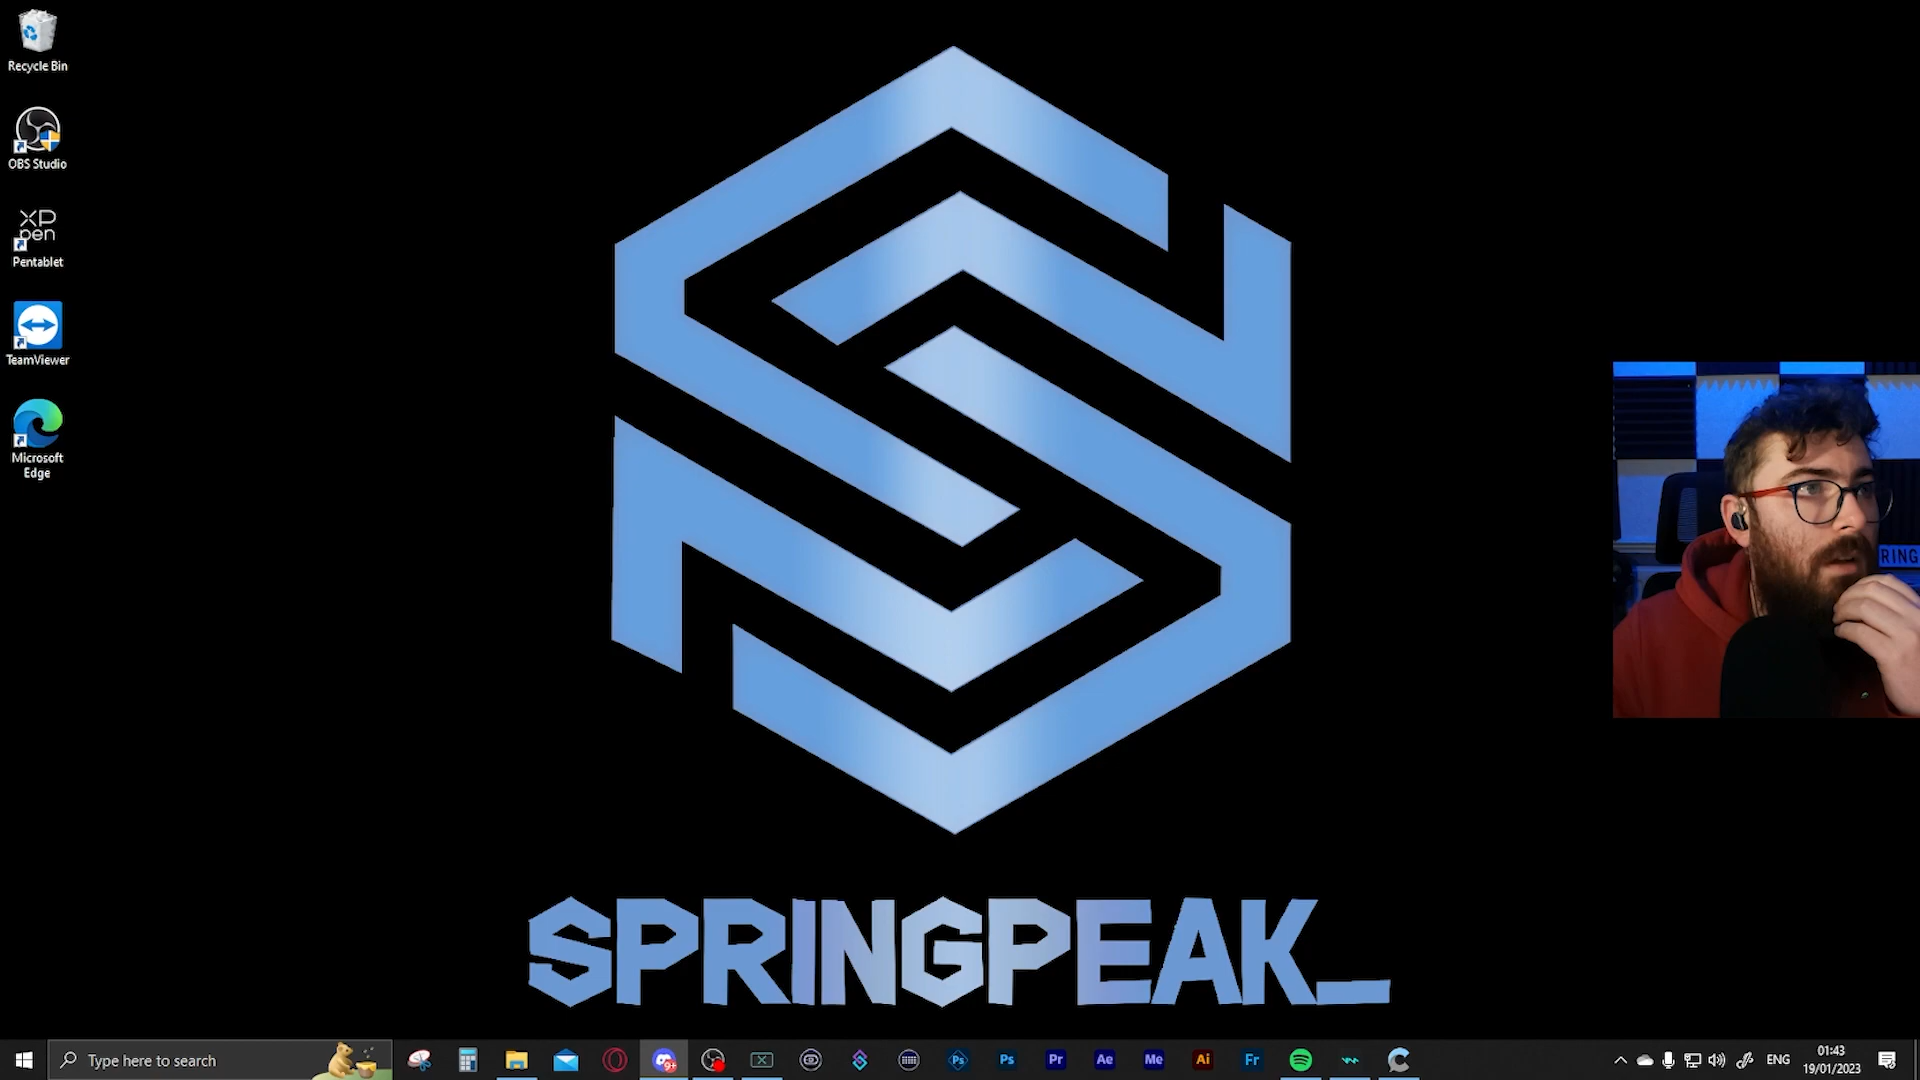 Recycle Bin
OBS Studio
XP
pen
Pentablet
TeamViewer
Microsoft
Edge
RING
SPRINGPEAK_
Type here to search
9+
Ps
Ps
Pr
Ae
Me
Ai
Fr
ENG
01:43
19/01/2023